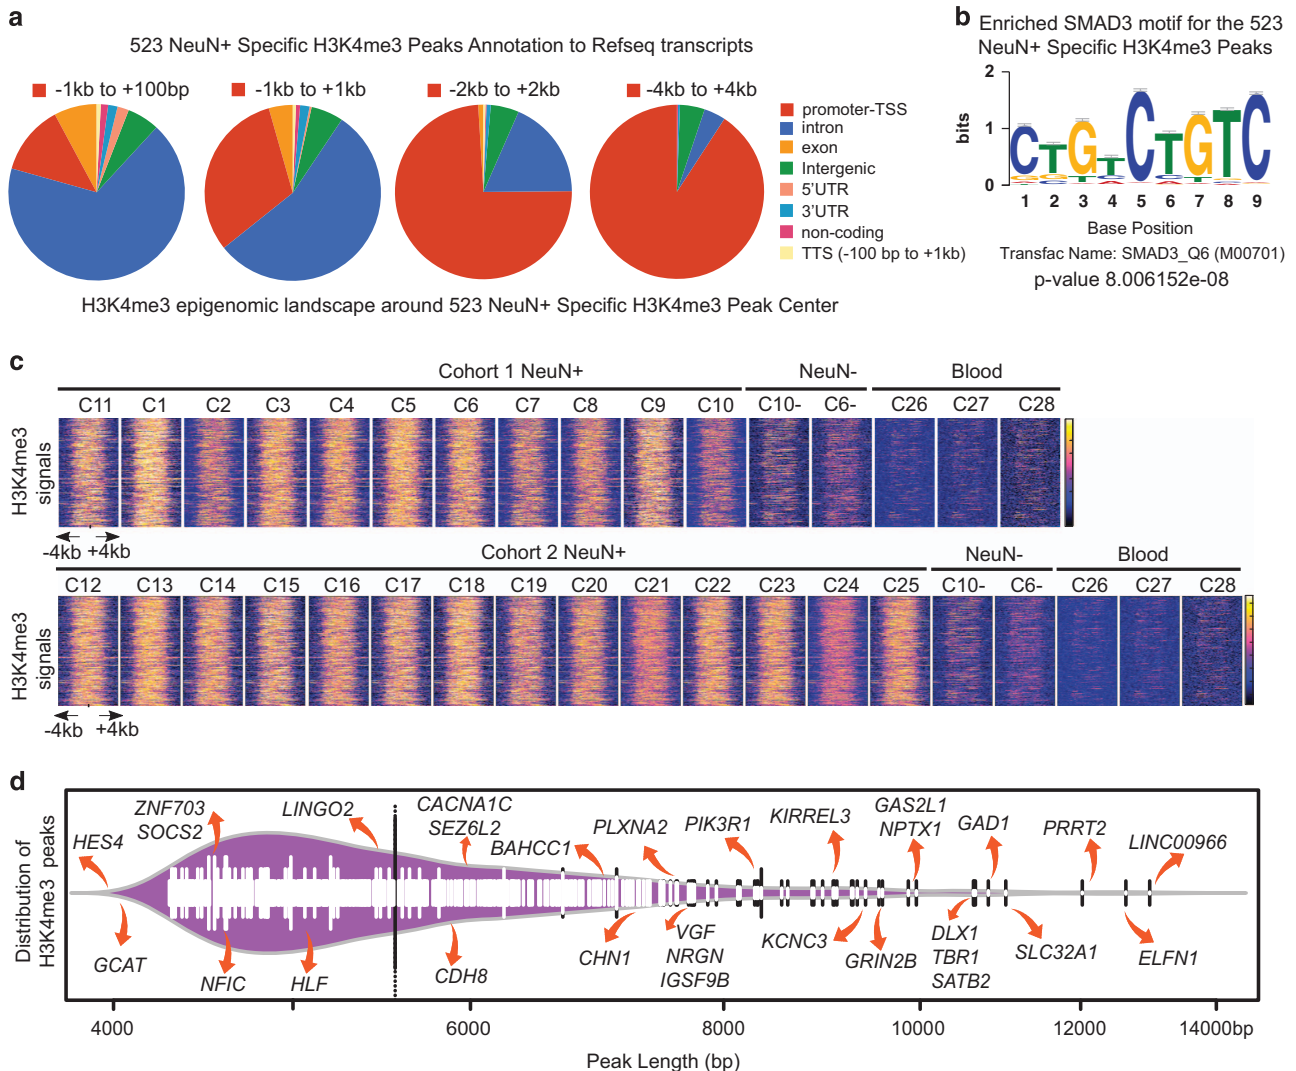 a
523 NeuN+ Specific H3K4me3 Peaks Annotation to Refseq transcripts
-1kb to +100bp
-1kb to +1kb
-2kb to +2kb
-4kb to +4kb
promoter-TSS
intron
exon
Intergenic
5'UTR
3'UTR
non-coding
TTS (-100 bp to +1kb)
H3K4me3 epigenomic landscape around 523 NeuN+ Specific H3K4me3 Peak Center
b
Enriched SMAD3 motif for the 523
NeuN+ Specific H3K4me3 Peaks
bits
2
1
0
C T G T C T G T C
1 2 3 4 5 6 7 8 9
Base Position
Transfac Name: SMAD3_Q6 (M00701)
p-value 8.006152e-08
c
Cohort 1 NeuN+ NeuN- Blood
C11 C1 C2 C3 C4 C5 C6 C7 C8 C9 C10 C10- C6- C26 C27 C28
H3K4me3
signals
-4kb +4kb
Cohort 2 NeuN+ NeuN- Blood
C12 C13 C14 C15 C16 C17 C18 C19 C20 C21 C22 C23 C24 C25 C10- C6- C26 C27 C28
H3K4me3
signals
-4kb +4kb
d
Distribution of
H3K4me3 peaks
HES4
ZNF703
SOCS2
LINGO2
CACNA1C
SEZ6L2
BAHCC1
PLXNA2
PIK3R1
KIRREL3
GAS2L1
NPTX1
GAD1
PRRT2
LINC00966
GCAT
NFIC
HLF
CDH8
CHN1
VGF
NRGN
IGSF9B
KCNC3
GRIN2B
DLX1
TBR1
SATB2
SLC32A1
ELFN1
4000 6000 8000 10000 12000 14000bp
Peak Length (bp)